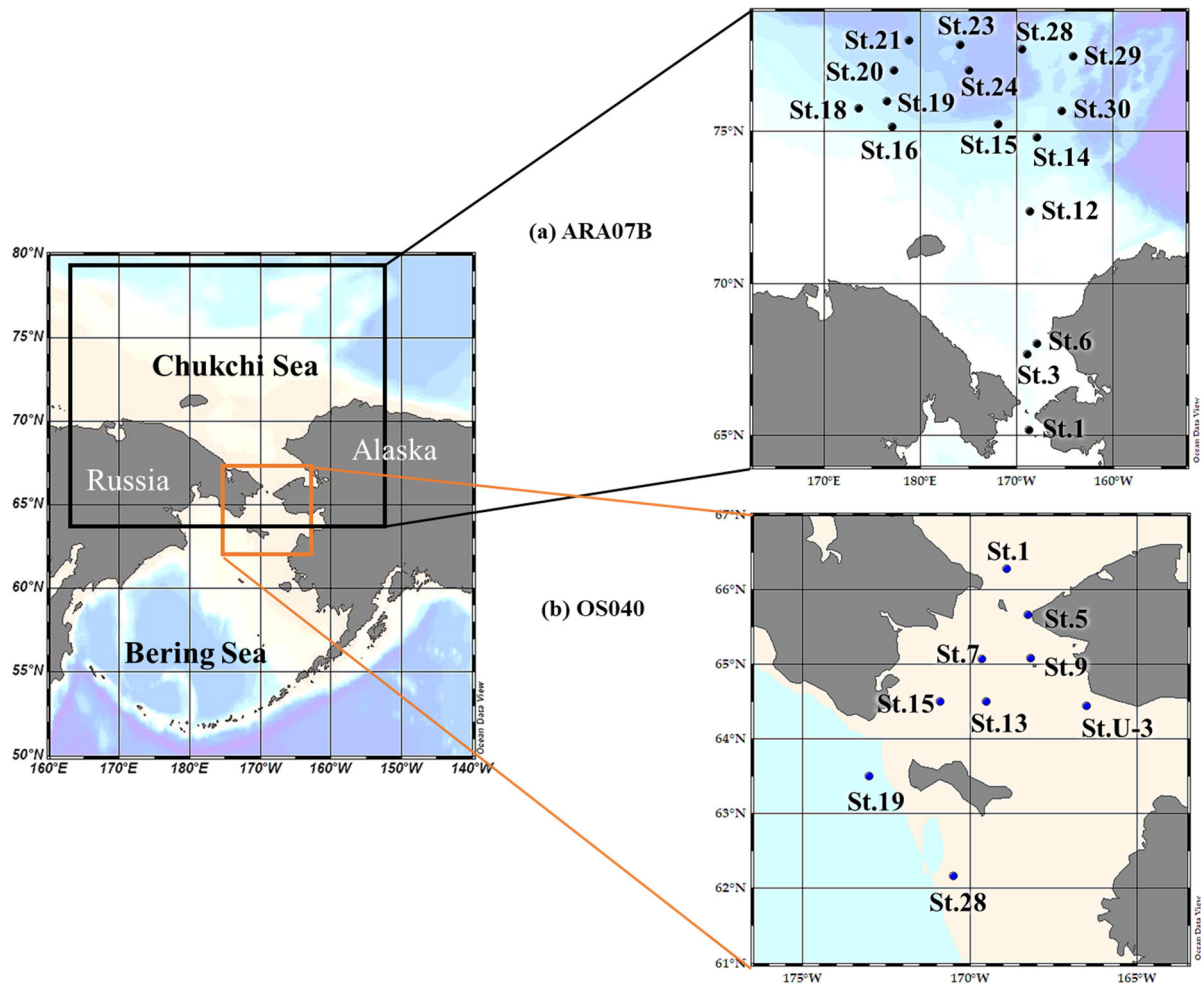 80°N
75°N
70°N
65°N
60°N
55°N
50°N
160°E
170°E
180°W
170°W
160°W
150°W
140°W
Chukchi Sea
Russia
Alaska
Bering Sea
Ocean Data View
(a) ARA07B
St.21
St.23
St.28
St.29
St.20
St.24
St.18
St.19
St.30
75°N
St.16
St.15
St.14
St.12
70°N
St.6
St.3
65°N
St.1
170°E
180°W
170°W
160°W
Ocean Data View
(b) OS040
67°N
St.1
66°N
St.5
St.7
65°N
St.9
St.15
St.13
St.U-3
64°N
St.19
63°N
62°N
St.28
61°N
175°W
170°W
165°W
Ocean Data View